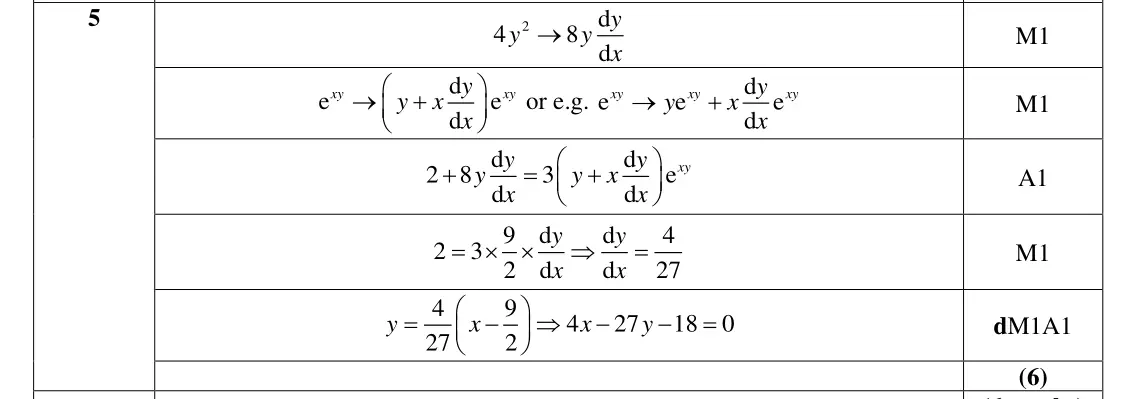 5 4y² → 8y dy/dx M1
e^{xy} → (y + x dy/dx) e^{xy} or e.g. e^{xy} → ye^{xy} + x dy/dx e^{xy} M1
2 + 8y dy/dx = 3(y + x dy/dx) e^{xy} A1
2 = 3 × 9/2 × dy/dx ⇒ dy/dx = 4/27 M1
y = 4/27 (x − 9/2) ⇒ 4x − 27y − 18 = 0 dM1A1
(6)